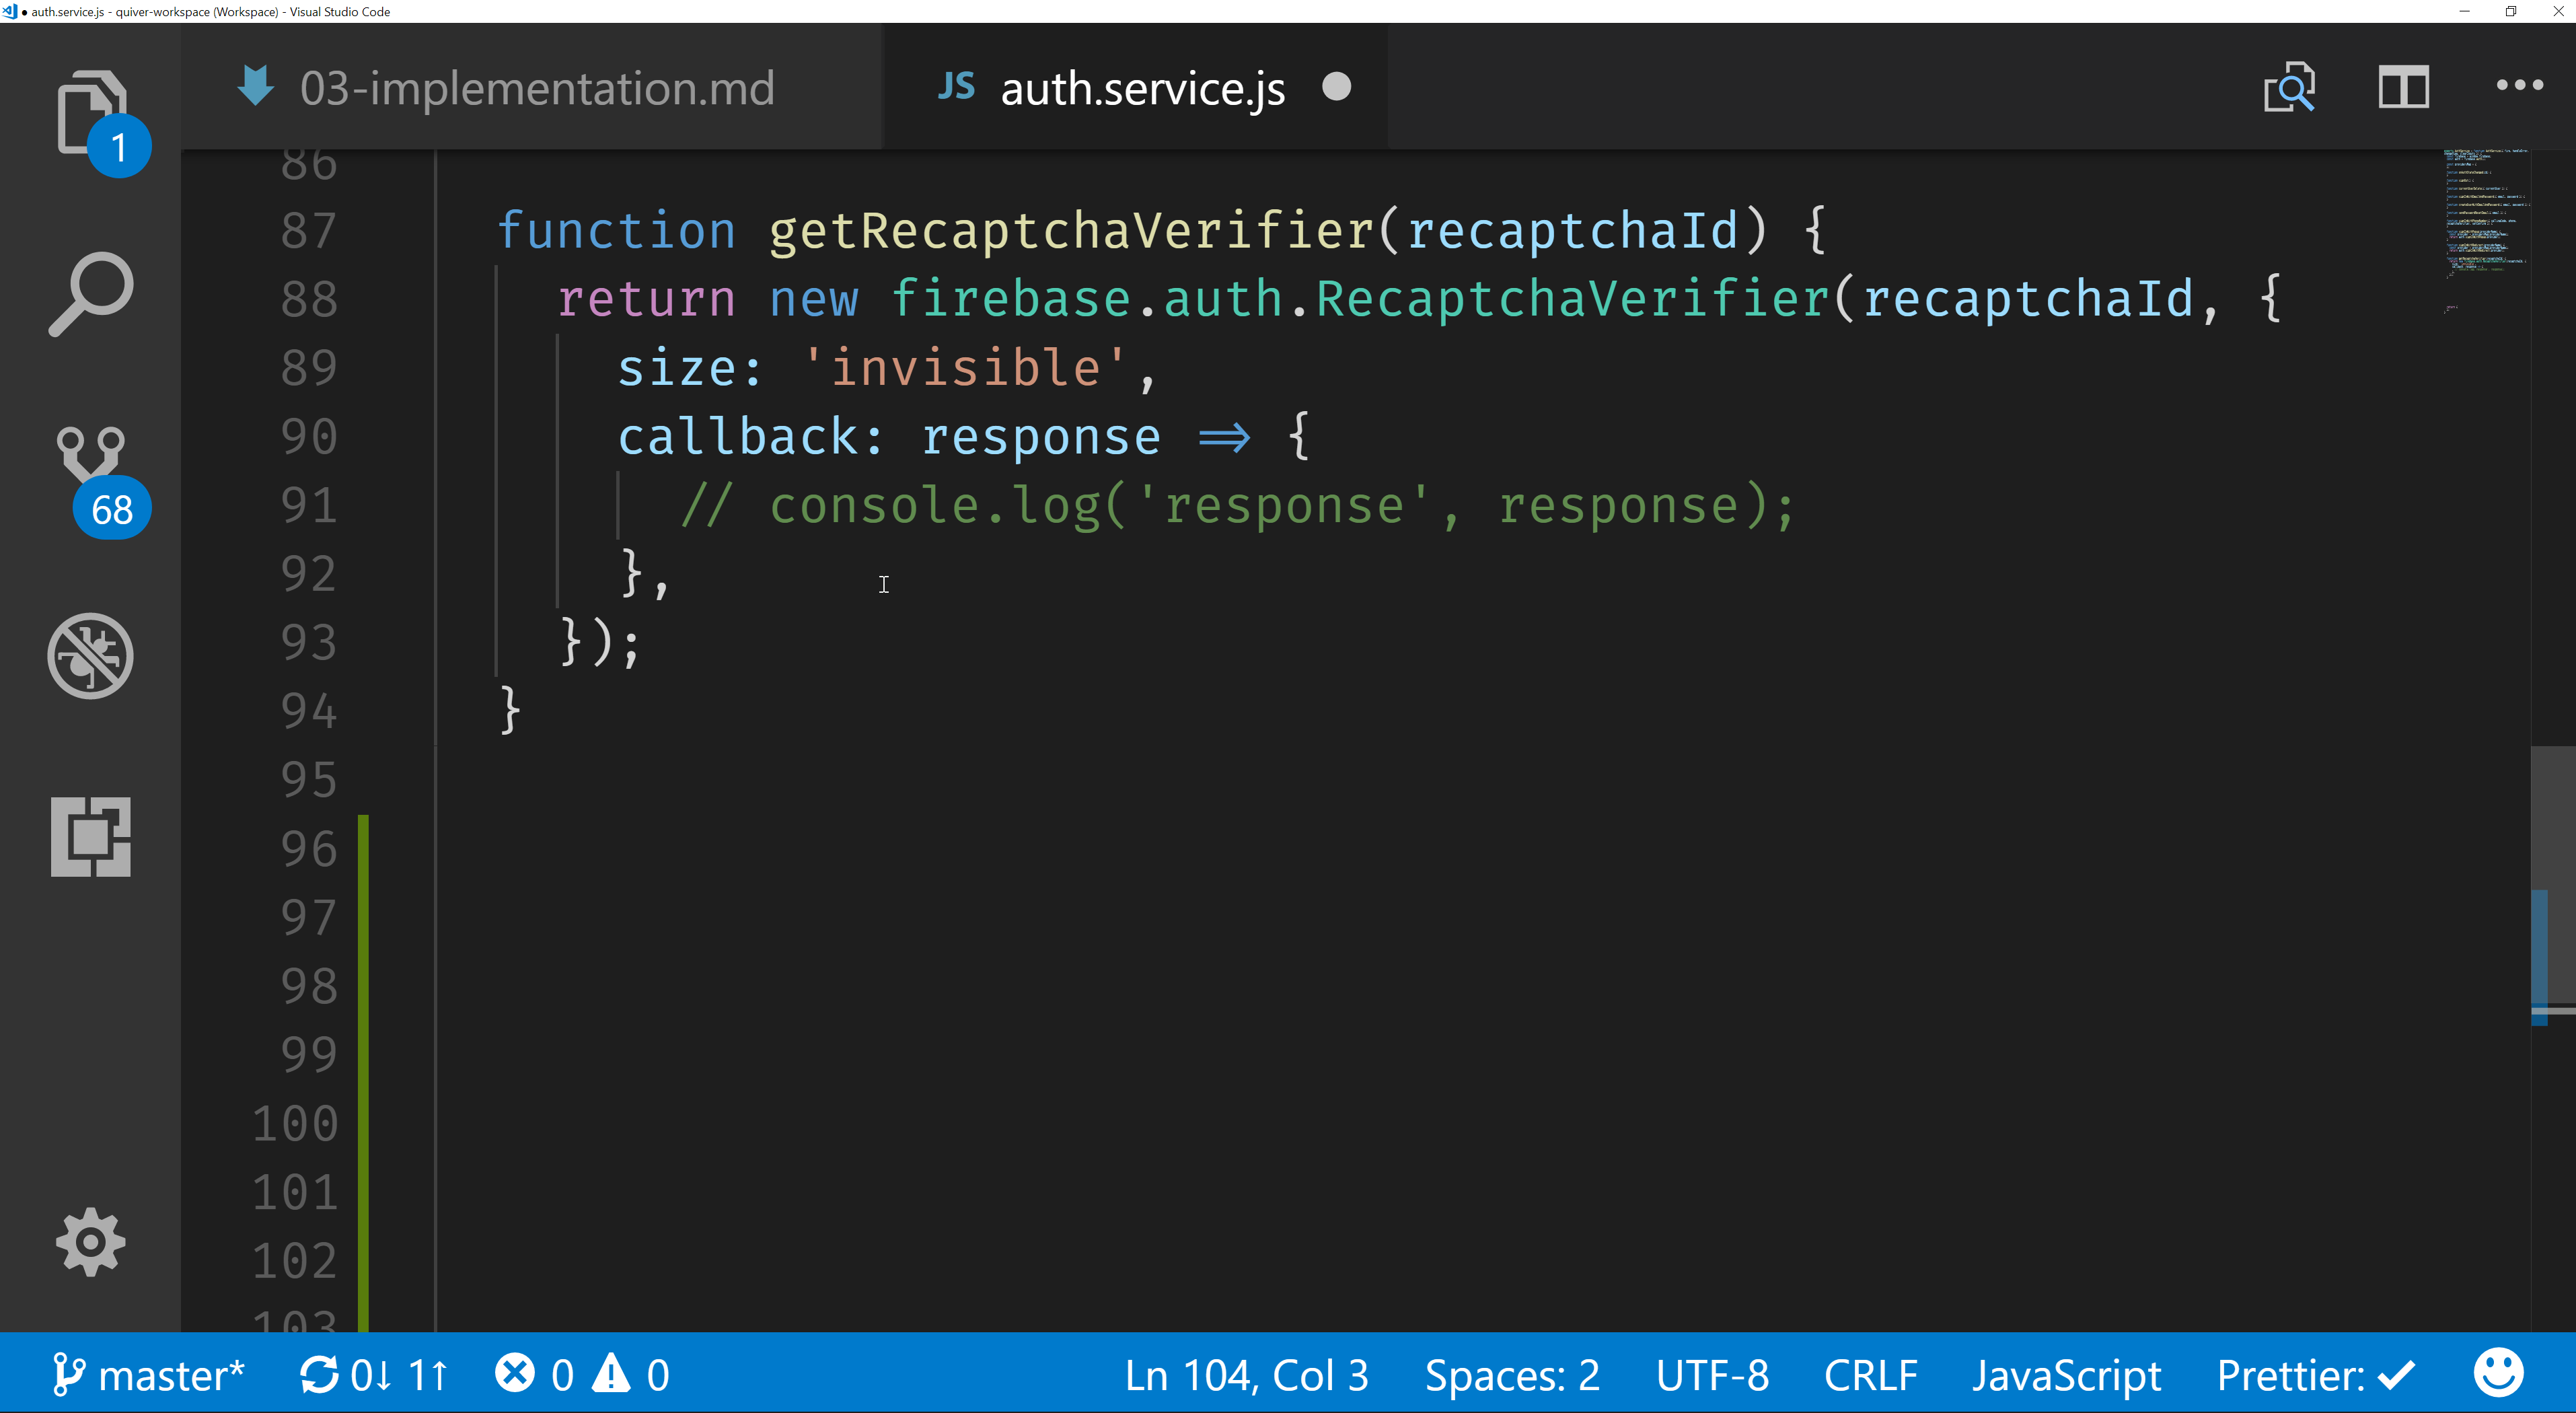 ● auth.service.js - quiver-workspace (Workspace) - Visual Studio Code
03-implementation.md
JS auth.service.js
1
68
86
87 function getRecaptchaVerifier(recaptchaId) {
88 return new firebase.auth.RecaptchaVerifier(recaptchaId, {
89 size: 'invisible',
90 callback: response => {
91 // console.log('response', response);
92 },
93 });
94 }
95
96
97
98
99
100
101
102
103
master* 0↓ 1↑ 0 0 Ln 104, Col 3 Spaces: 2 UTF-8 CRLF JavaScript Prettier: ✓